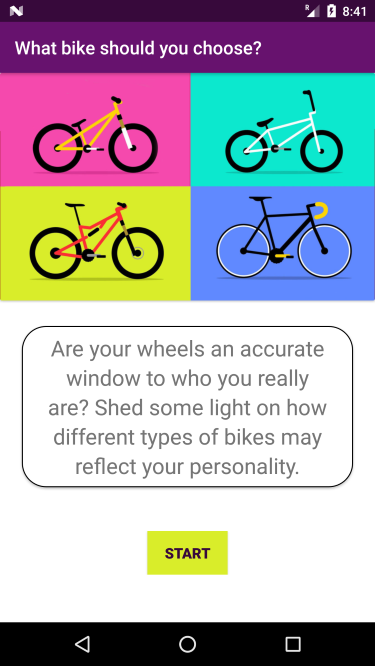 R 8:41
What bike should you choose?
Are your wheels an accurate
window to who you really
are? Shed some light on how
different types of bikes may
reflect your personality.
START